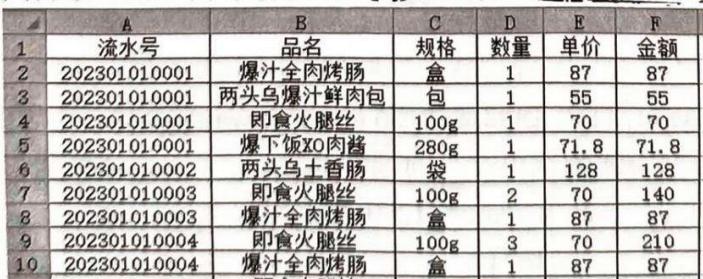 A B C D E F
1 流水号 品名 规格 数量 单价 金额
2 202301010001 爆汁全肉烤肠 盒 1 87 87
3 202301010001 两头乌爆汁鲜肉包 包 1 55 55
4 202301010001 即食火腿丝 100g 1 70 70
5 202301010001 爆下饭XO肉酱 280g 1 71.8 71.8
6 202301010002 两头乌土香肠 袋 1 128 128
7 202301010003 即食火腿丝 100g 2 70 140
8 202301010003 爆汁全肉烤肠 盒 1 87 87
9 202301010004 即食火腿丝 100g 3 70 210
10 202301010004 爆汁全肉烤肠 盒 1 87 87